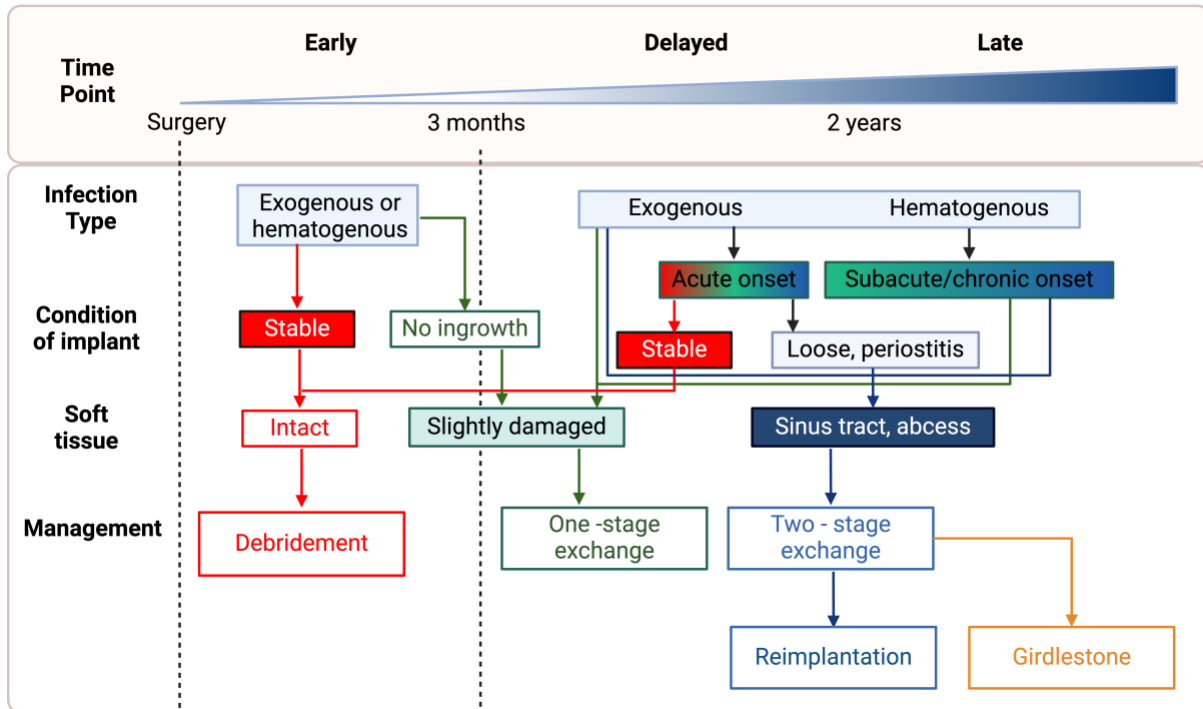 Early
Delayed
Late
Time
Point
Surgery
3 months
2 years
Infection
Type
Exogenous or
hematogenous
Exogenous
Hematogenous
Acute onset
Subacute/chronic onset
Condition
of implant
Stable
No ingrowth
Stable
Loose, periostitis
Soft
tissue
Intact
Slightly damaged
Sinus tract, abcess
Management
Debridement
One -stage
exchange
Two - stage
exchange
Reimplantation
Girdlestone